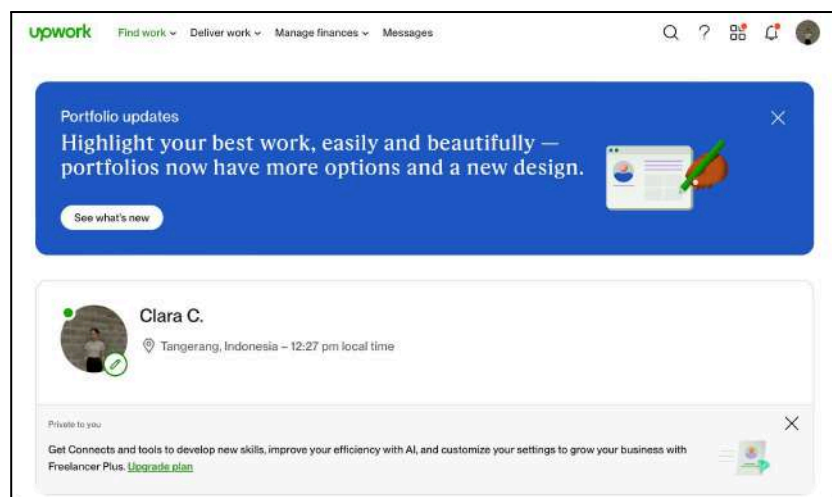 upwork Find work Deliver work Manage finances Messages
Portfolio updates
Highlight your best work, easily and beautifully —
portfolios now have more options and a new design.
See what's new
Clara C.
Tangerang, Indonesia – 12:27 pm local time
Private to you
Get Connects and tools to develop new skills, improve your efficiency with AI, and customize your settings to grow your business with
Freelancer Plus. Upgrade plan